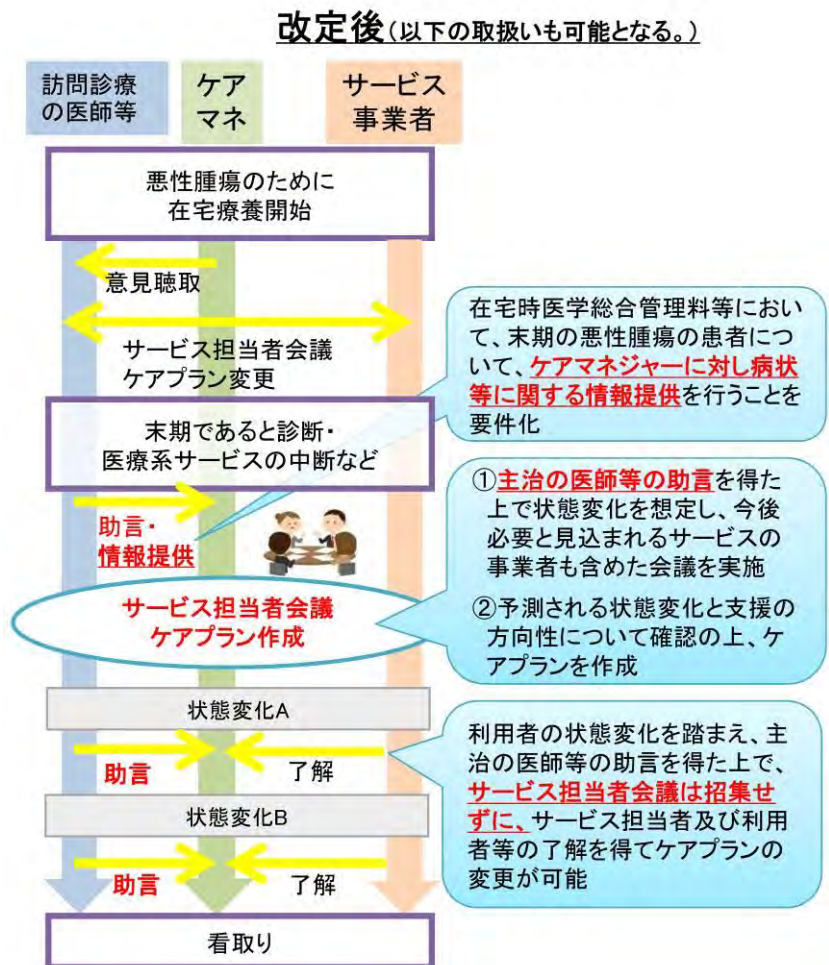 改定後(以下の取扱いも可能となる。)
訪問診療
の医師等
ケア
マネ
サービス
事業者
悪性腫瘍のために
在宅療養開始
意見聴取
サービス担当者会議
ケアプラン変更
在宅時医学総合管理料等におい
て、末期の悪性腫瘍の患者につ
いて、ケアマネジャーに対し病状
等に関する情報提供を行うことを
要件化
末期であると診断・
医療系サービスの中断など
助言・
情報提供
①主治の医師等の助言を得た
上で状態変化を想定し、今後
必要と見込まれるサービスの
事業者も含めた会議を実施
②予測される状態変化と支援の
方向性について確認の上、ケ
アプランを作成
サービス担当者会議
ケアプラン作成
状態変化A
助言
了解
利用者の状態変化を踏まえ、主
治の医師等の助言を得た上で、
サービス担当者会議は招集せ
ずに、サービス担当者及び利用
者等の了解を得てケアプランの
変更が可能
状態変化B
助言
了解
看取り